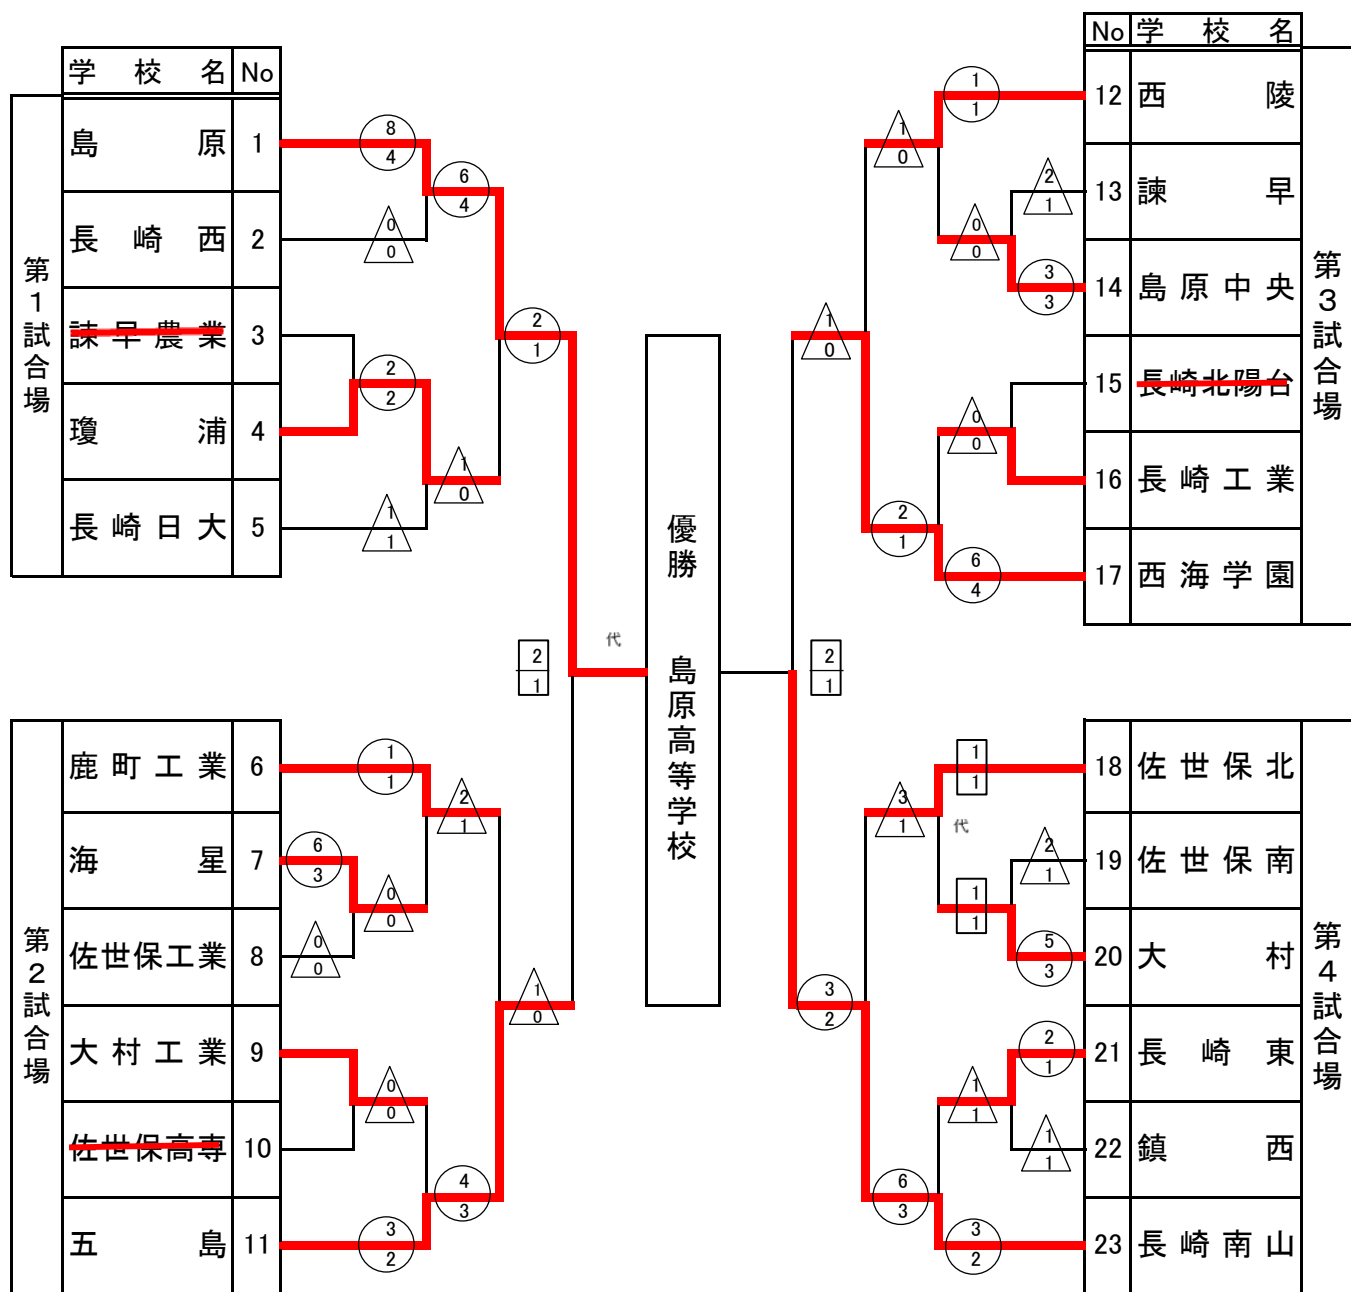 学校名 No
第1試合場
島原 1
長崎西 2
諫早農業 3
瓊浦 4
長崎日大 5
8
4
0
0
2
2
1
1
6
4
1
0
2
1
第2試合場
鹿町工業 6
海星 7
佐世保工業 8
大村工業 9
佐世保高専 10
五島 11
1
1
6
3
0
0
0
0
0
0
3
2
2
1
4
3
1
0
2
1
代
優勝 島原高等学校
2
1
No 学校名
第3試合場
12 西陵
13 諫早
14 島原中央
15 長崎北陽台
16 長崎工業
17 西海学園
1
1
2
1
0
0
3
3
0
0
6
4
1
0
2
1
1
0
第4試合場
18 佐世保北
19 佐世保南
20 大村
21 長崎東
22 鎮西
23 長崎南山
1
1
代
2
1
1
1
5
3
2
1
1
1
1
1
3
2
3
1
6
3
3
2